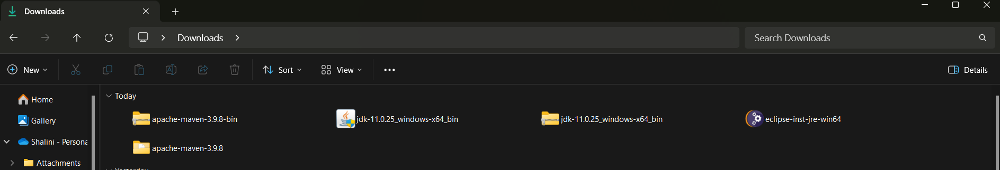 Downloads
Downloads
Search Downloads
New
Sort
View
Details
Home
Gallery
Shalini - Persona
Attachments
Today
apache-maven-3.9.8-bin
jdk-11.0.25_windows-x64_bin
jdk-11.0.25_windows-x64_bin
eclipse-inst-jre-win64
apache-maven-3.9.8
Yesterday